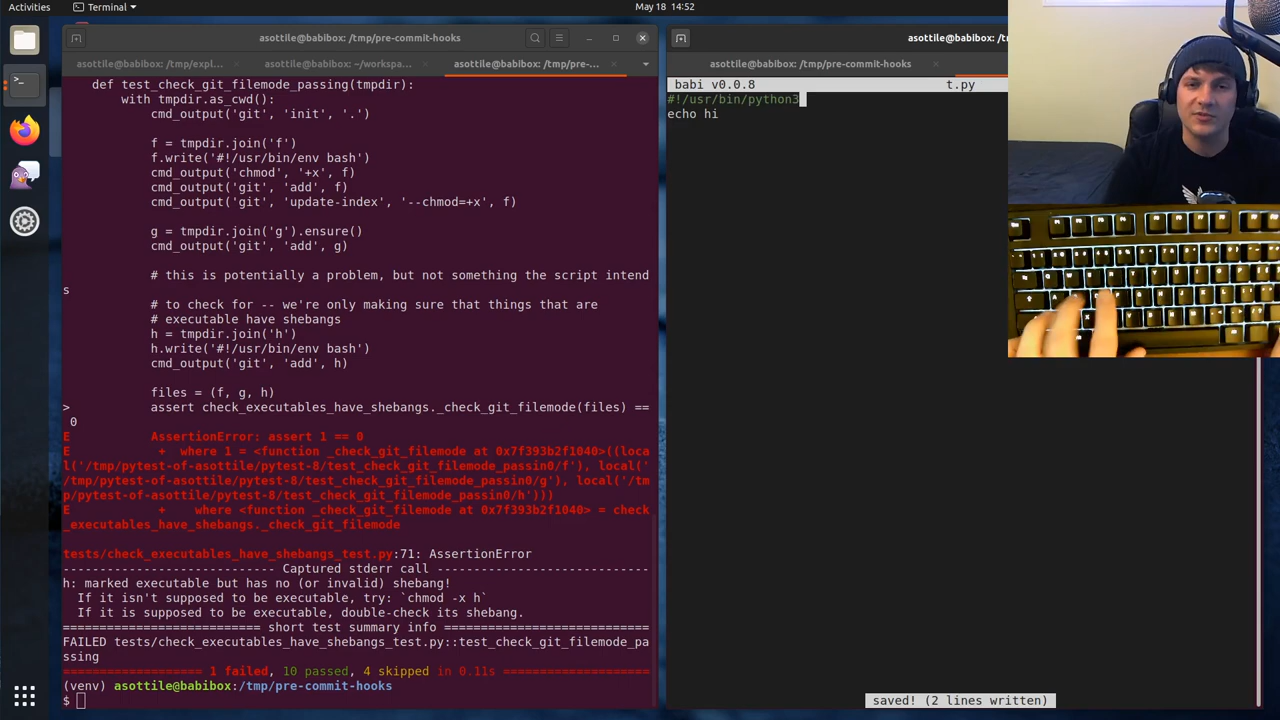 Activities
Terminal
May 18 14:52
asottile@babibox: /tmp/pre-commit-hooks
asottile@babibox: /tmp/expl...
asottile@babibox: ~/workspa...
asottile@babibox: /tmp/pre-...
def test_check_git_filemode_passing(tmpdir):
with tmpdir.as_cwd():
cmd_output('git', 'init', '.')
f = tmpdir.join('f')
f.write('#!/usr/bin/env bash')
cmd_output('chmod', '+x', f)
cmd_output('git', 'add', f)
cmd_output('git', 'update-index', '--chmod=+x', f)
g = tmpdir.join('g').ensure()
cmd_output('git', 'add', g)
# this is potentially a problem, but not something the script intend
s
# to check for -- we're only making sure that things that are
# executable have shebangs
h = tmpdir.join('h')
h.write('#!/usr/bin/env bash')
cmd_output('git', 'add', h)
files = (f, g, h)
> assert check_executables_have_shebangs._check_git_filemode(files) ==
0
E AssertionError: assert 1 == 0
E + where 1 = <function _check_git_filemode at 0x7f393b2f1040>((loca
l('/tmp/pytest-of-asottile/pytest-8/test_check_git_filemode_passin0/f'), local('
/tmp/pytest-of-asottile/pytest-8/test_check_git_filemode_passin0/g'), local('/tm
p/pytest-of-asottile/pytest-8/test_check_git_filemode_passin0/h')))
E + where <function _check_git_filemode at 0x7f393b2f1040> = check
_executables_have_shebangs._check_git_filemode
tests/check_executables_have_shebangs_test.py:71: AssertionError
---------------------------- Captured stderr call -----------------------------
h: marked executable but has no (or invalid) shebang!
If it isn't supposed to be executable, try: `chmod -x h`
If it is supposed to be executable, double-check its shebang.
=========================== short test summary info ============================
FAILED tests/check_executables_have_shebangs_test.py::test_check_git_filemode_pa
ssing
=================== 1 failed, 10 passed, 4 skipped in 0.11s ====================
(venv) asottile@babibox:/tmp/pre-commit-hooks
$
asottile@babibox: /t
asottile@babibox: /tmp/pre-commit-hooks
babi v0.0.8 t.py
#!/usr/bin/python3
echo hi
saved! (2 lines written)